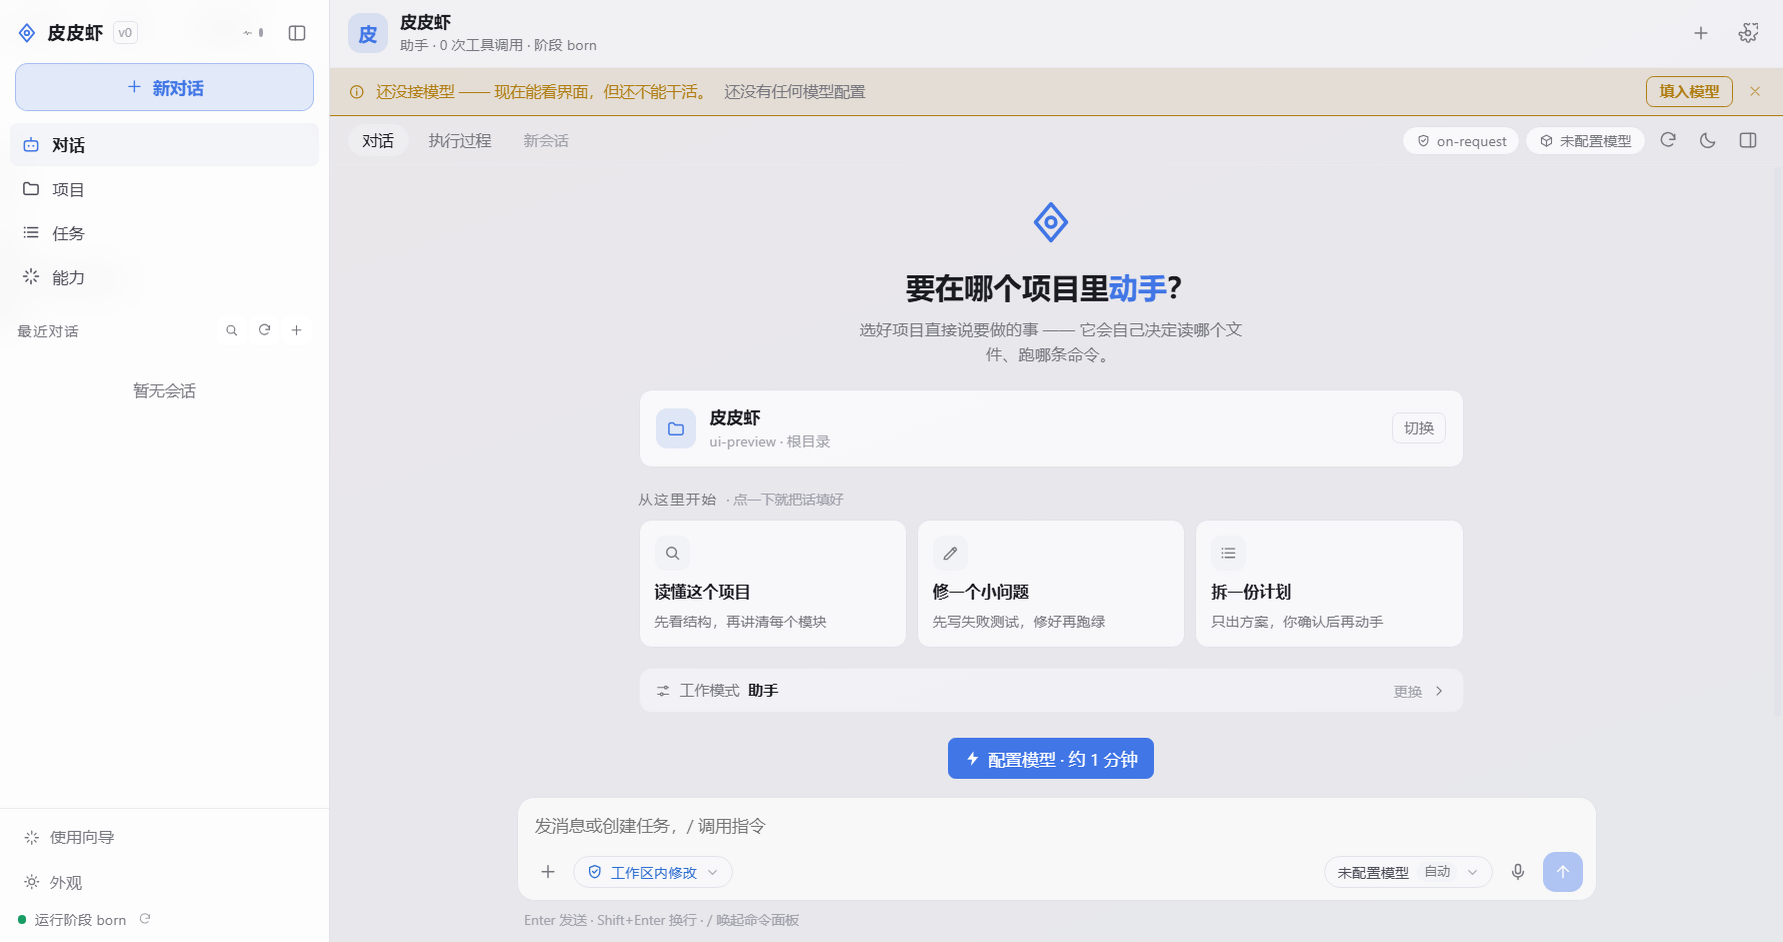 皮皮虾 v0
新对话
对话
项目
任务
能力
最近对话
暂无会话
使用向导
外观
运行阶段 born
皮
皮皮虾
助手 · 0 次工具调用 · 阶段 born
还没接模型 —— 现在能看界面，但还不能干活。 还没有任何模型配置
填入模型
对话 执行过程 新会话
on-request 未配置模型
要在哪个项目里动手?
选好项目直接说要做的事 —— 它会自己决定读哪个文
件、跑哪条命令。
皮皮虾
ui-preview · 根目录
切换
从这里开始 · 点一下就把话填好
读懂这个项目
先看结构，再讲清每个模块
修一个小问题
先写失败测试，修好再跑绿
拆一份计划
只出方案，你确认后再动手
工作模式 助手
更换
配置模型 · 约 1 分钟
发消息或创建任务，/ 调用指令
工作区内修改
未配置模型 自动
Enter 发送 · Shift+Enter 换行 · / 唤起命令面板